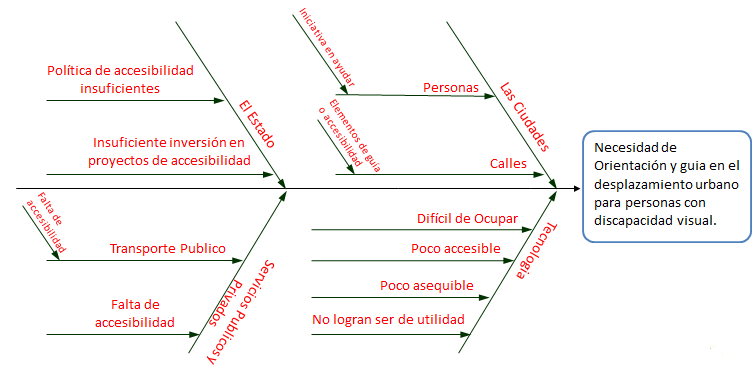 Iniciativa en ayudar
Política de accesibilidad
insuficientes
El Estado
Personas
Las Ciudades
Elementos de guía
o accesibilidad
Insuficiente inversión en
proyectos de accesibilidad
Calles
Necesidad de
Orientación y guia en el
desplazamiento urbano
para personas con
discapacidad visual.
Falta de
accesibilidad
Transporte Publico
Servicios Publicos y
Privados
Falta de
accesibilidad
Difícil de Ocupar
Tecnologia
Poco accesible
Poco asequible
No logran ser de utilidad